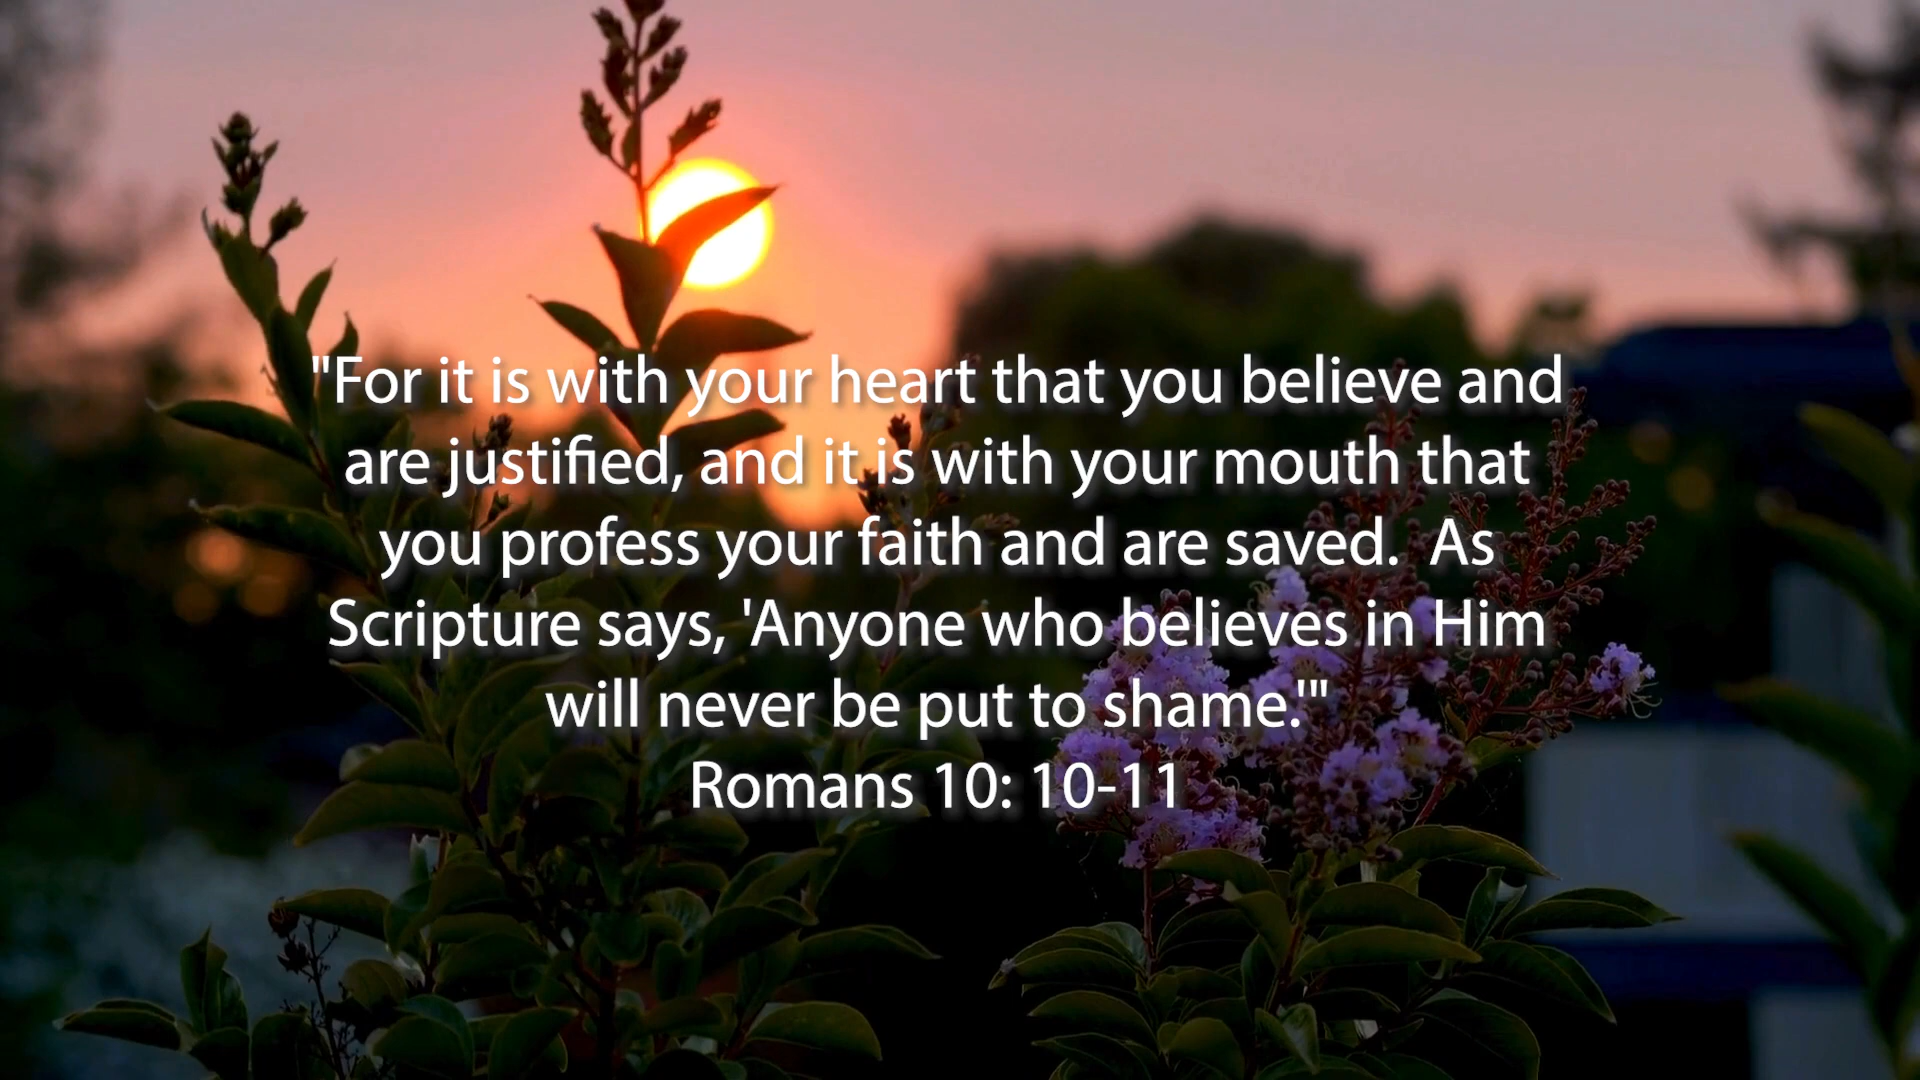 "For it is with your heart that you believe and
are justified, and it is with your mouth that
you profess your faith and are saved.  As
Scripture says, 'Anyone who believes in Him
will never be put to shame.'"
Romans 10: 10-11